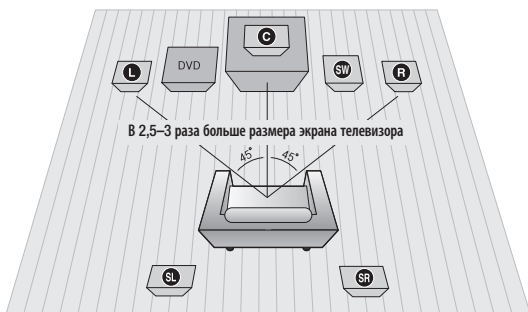 C
L
DVD
SW
R
В 2,5–3 раза больше размера экрана телевизора
45˚
45˚
SL
SR